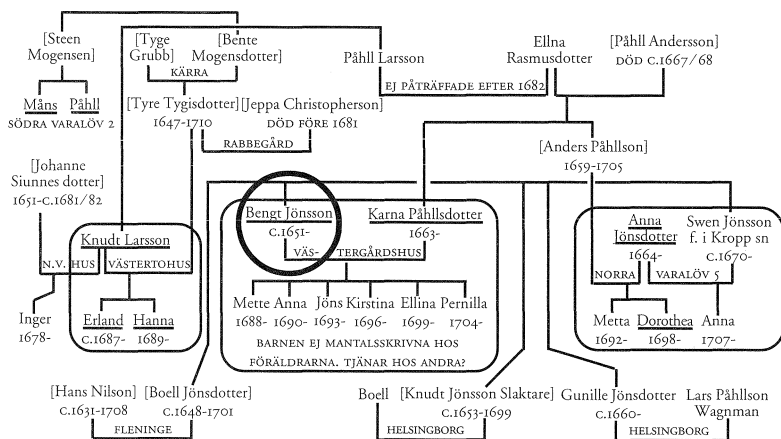 [Steen
Mogensen]
Måns Påhll
SÖDRA VARALÖV 2
[Tyge
Grubb]
[Bente
Mogensdotter]
KÄRRA
Påhll Larsson
Ellna
Rasmusdotter
[Påhll Andersson]
DÖD C.1667/68
EJ PÅTRÄFFADE EFTER 1682
[Tyre Tygisdotter]
1647-1710
[Jeppa Christopherson]
DÖD FÖRE 1681
RABBEGÅRD
[Anders Påhllson]
1659-1705
[Johanne
Siunnes dotter]
1651-C.1681/82
Knudt Larsson
N.V. HUS VÄSTERTOHUS
Inger
1678-
Erland
C.1687-
Hanna
1689-
Bengt Jönsson
C.1651-
Karna Påhllsdotter
1663-
VÄS- TERGÅRDSHUS
Mette Anna Jöns Kirstina Ellina Pernilla
1688- 1690- 1693- 1696- 1699- 1704-
BARNEN EJ MANTALSSKRIVNA HOS
FÖRÄLDRARNA. TJÄNAR HOS ANDRA?
Anna
Jönsdotter
1664-
Swen Jönsson
f. i Kropp sn
C.1670-
NORRA VARALÖV 5
Metta
1692-
Dorothea
1698-
Anna
1707-
[Hans Nilson]
C.1631-1708
[Boell Jönsdotter]
C.1648-1701
FLENINGE
Boell
[Knudt Jönsson Slaktare]
C.1653-1699
HELSINGBORG
Gunille Jönsdotter
C.1660-
Lars Påhllson
Wagnman
HELSINGBORG